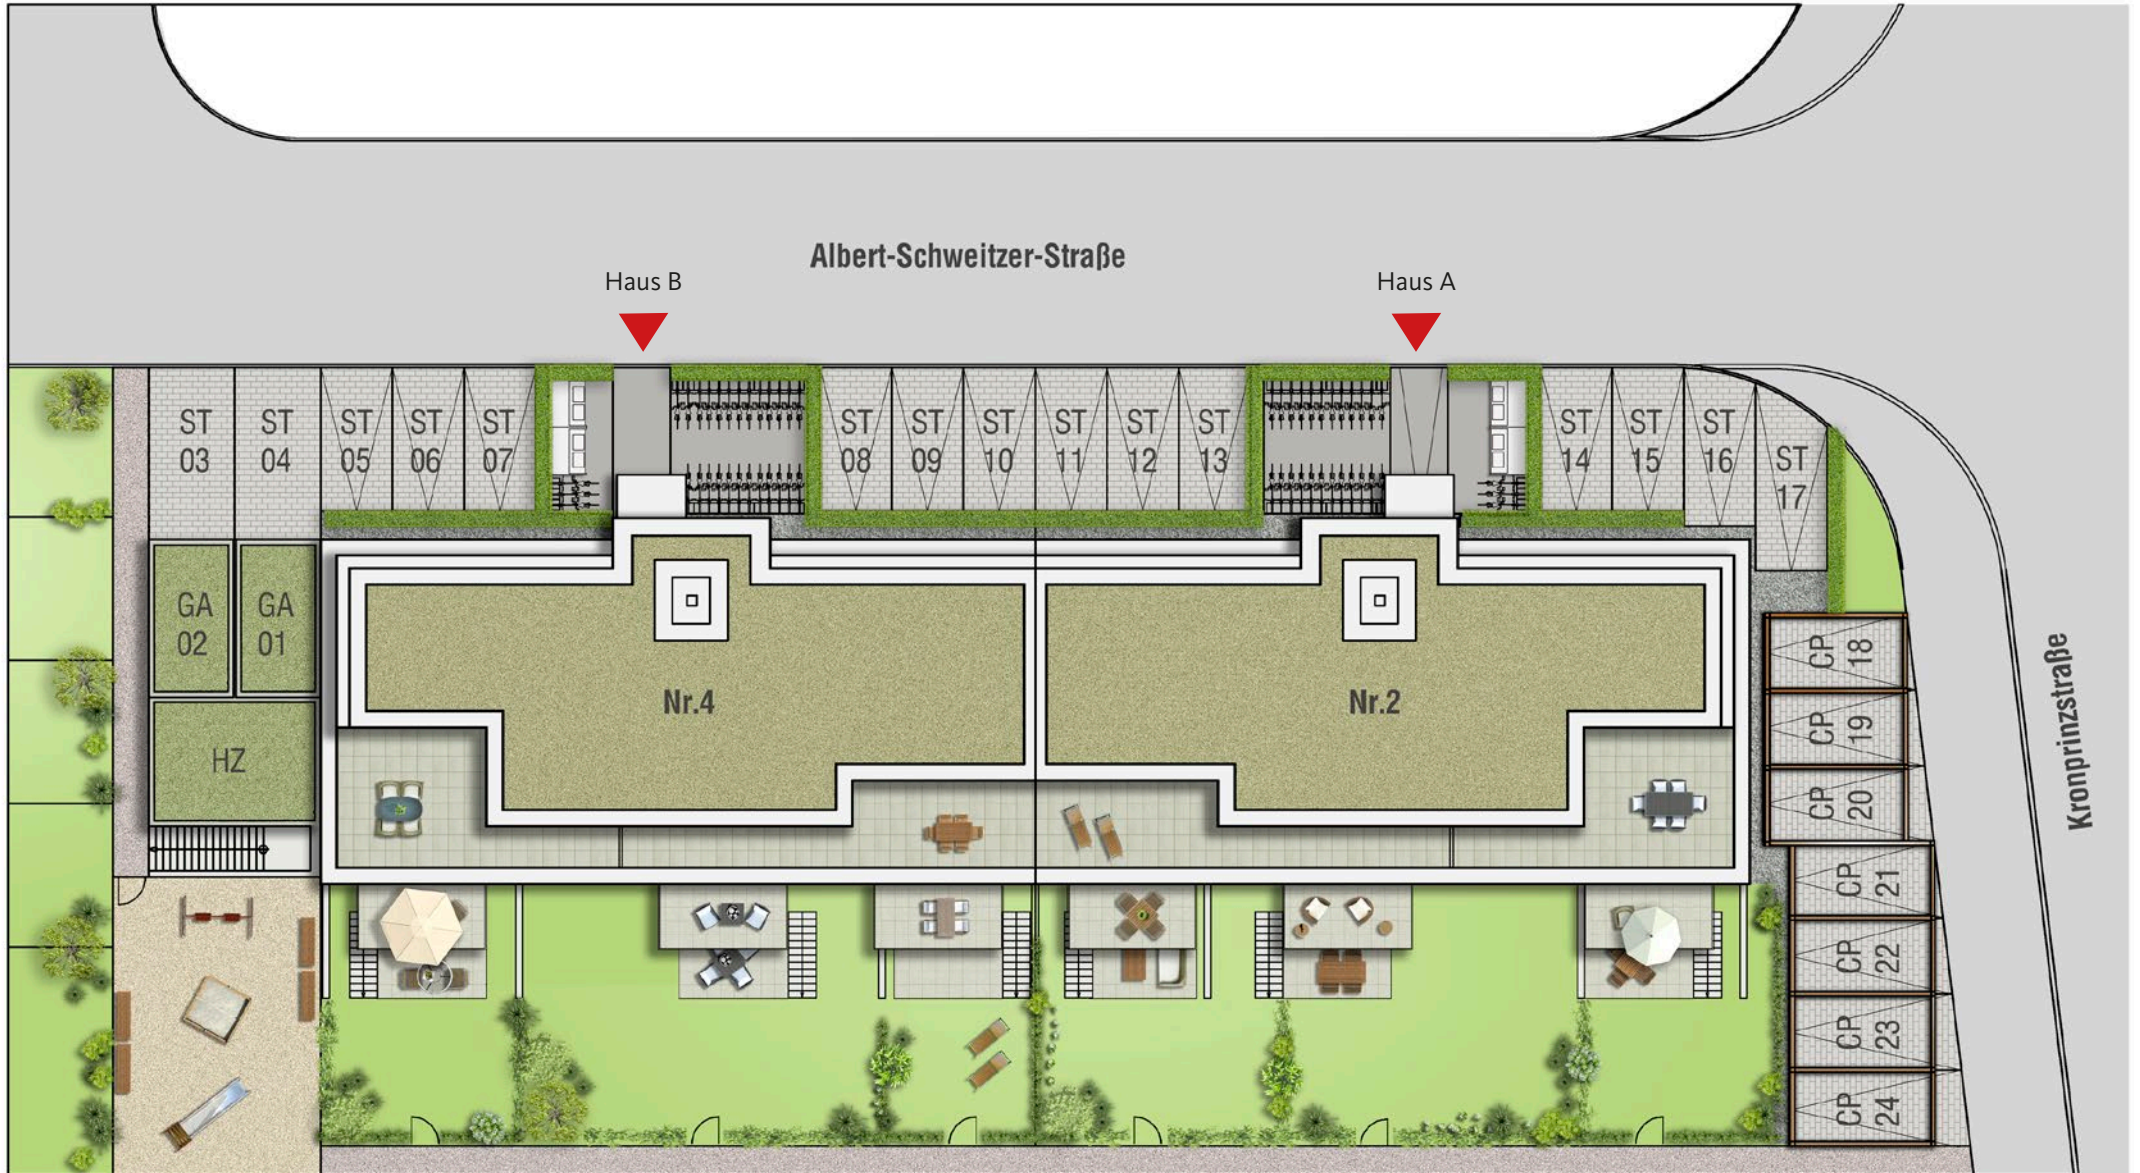 Albert-Schweitzer-Straße
Haus B
Haus A
ST
03
ST
04
ST
05
ST
06
ST
07
ST
08
ST
09
ST
10
ST
11
ST
12
ST
13
ST
14
ST
15
ST
16
ST
17
GA
02
GA
01
HZ
Nr.4
Nr.2
CP
18
CP
19
CP
20
CP
21
CP
22
CP
23
CP
24
Kronprinzstraße